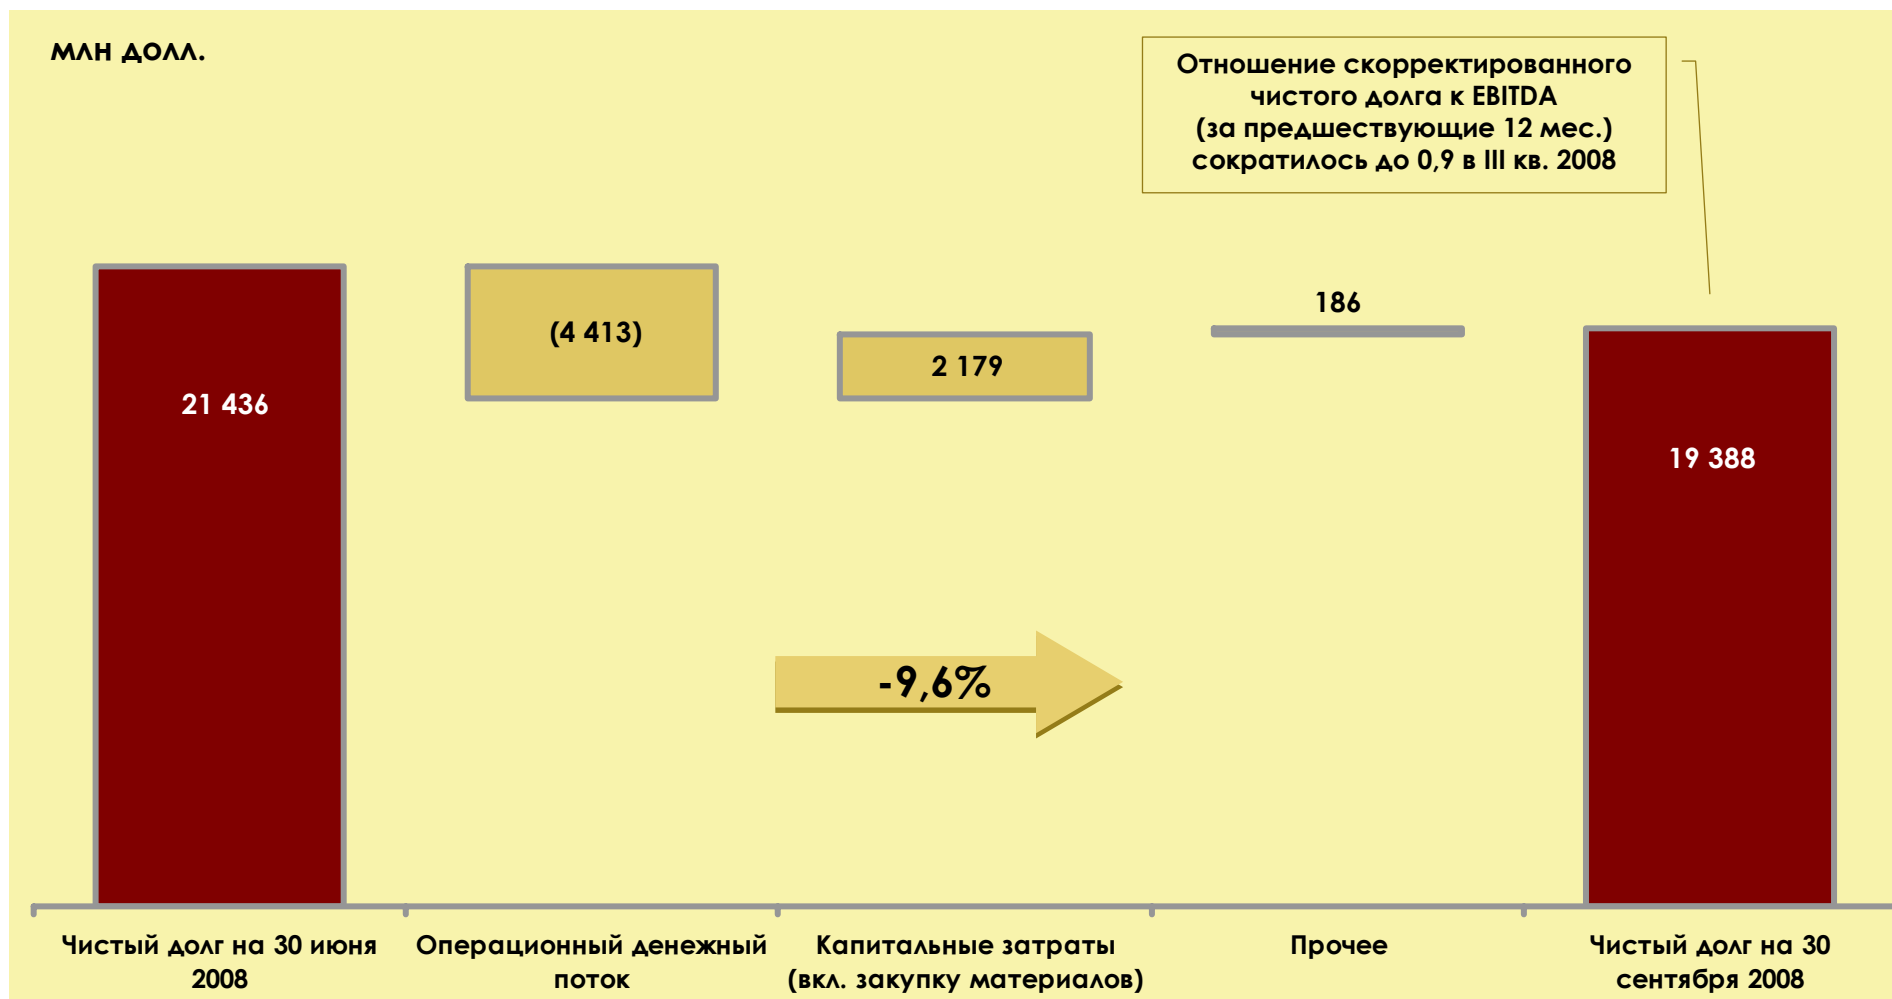 млн долл.
Отношение скорректированного
чистого долга к EBITDA
(за предшествующие 12 мес.)
сократилось до 0,9 в III кв. 2008
186
(4 413)
2 179
21 436
19 388
-9,6%
Чистый долг на 30 июня
2008
Операционный денежный
поток
Капитальные затраты
(вкл. закупку материалов)
Прочее
Чистый долг на 30
сентября 2008